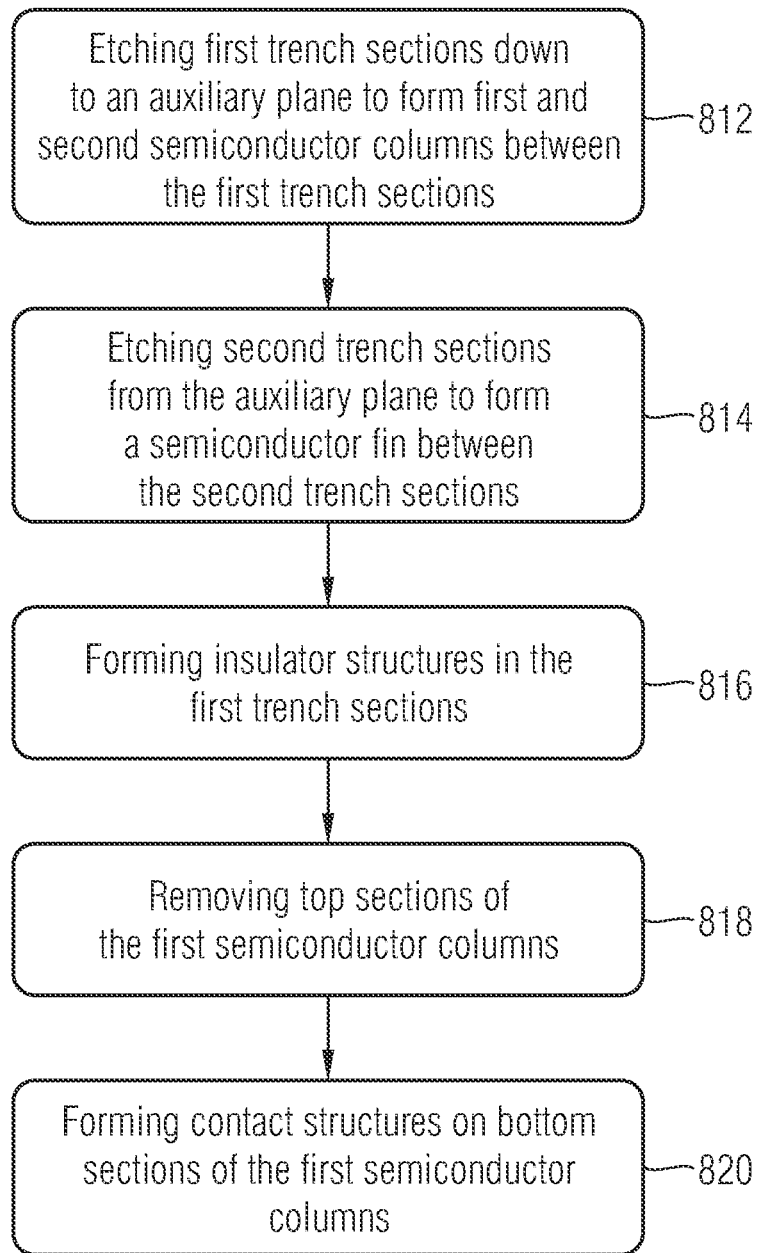 Etching first trench sections down
to an auxiliary plane to form first and
second semiconductor columns between
the first trench sections
812
Etching second trench sections
from the auxiliary plane to form
a semiconductor fin between
the second trench sections
814
Forming insulator structures in the
first trench sections
816
Removing top sections of
the first semiconductor columns
818
Forming contact structures on bottom
sections of the first semiconductor
columns
820